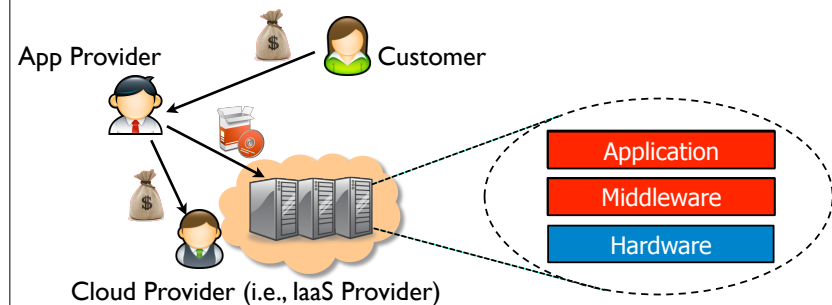 $
App Provider
Customer
$
Application
Middleware
Hardware
Cloud Provider (i.e., IaaS Provider)